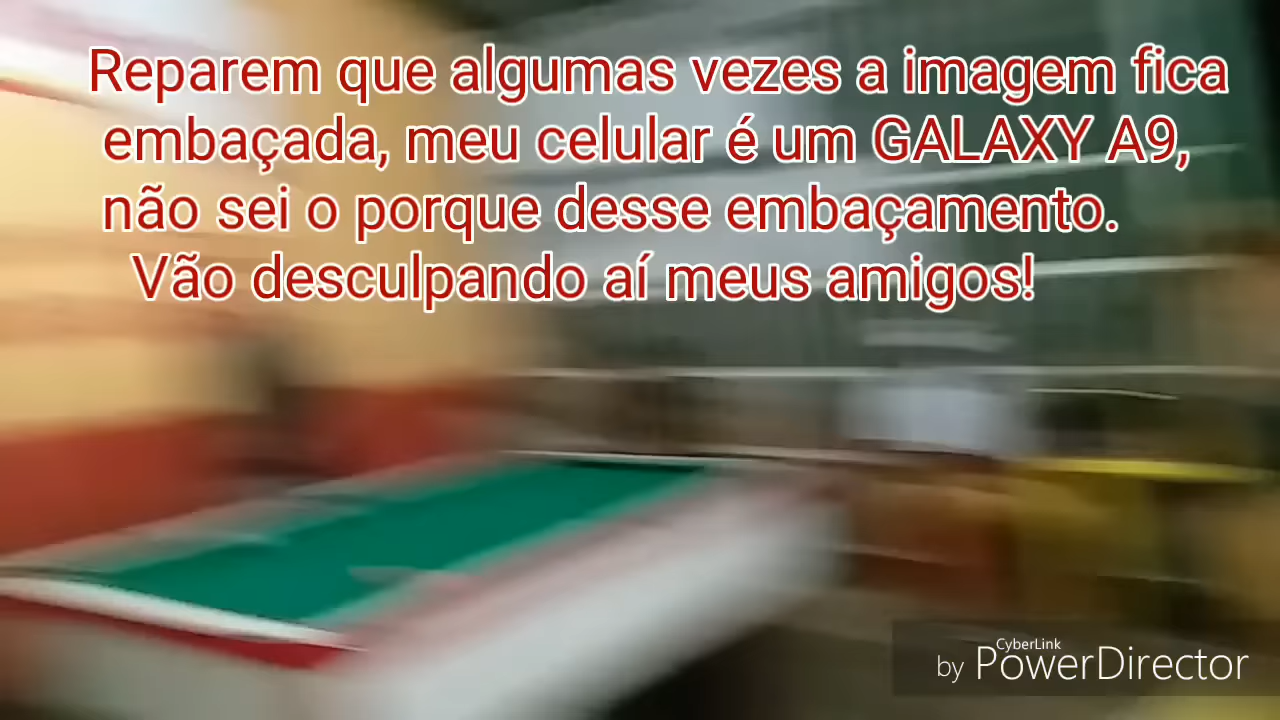 Reparem que algumas vezes a imagem fica
embaçada, meu celular é um GALAXY A9,
não sei o porque desse embaçamento.
Vão desculpando aí meus amigos!
CyberLink
by PowerDirector